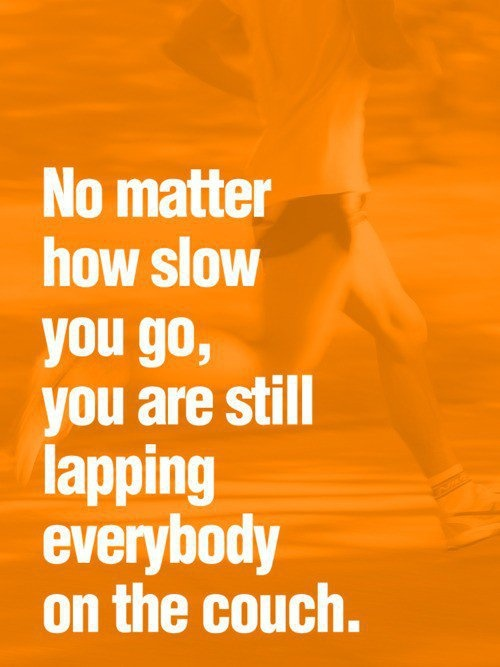 No matter
how slow
you go,
you are still
lapping
everybody
on the couch.